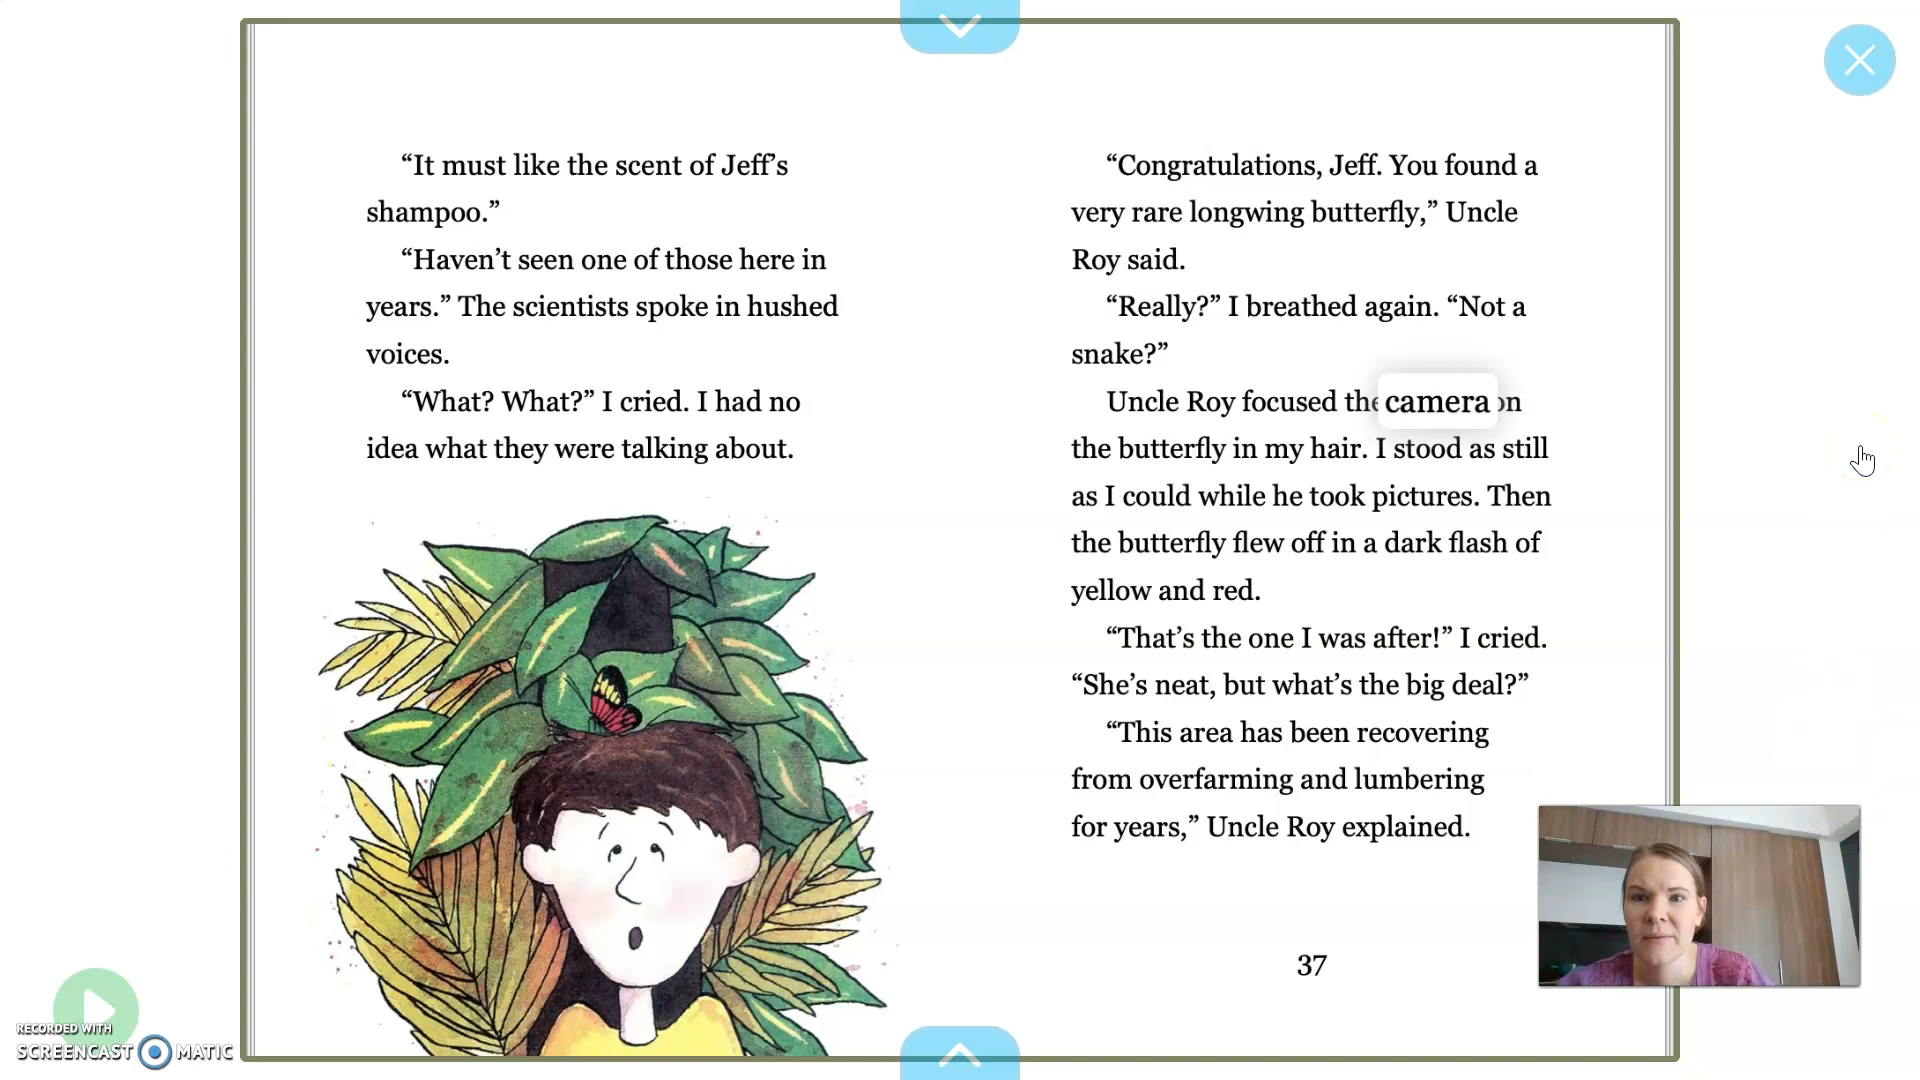 “It must like the scent of Jeff’s
shampoo.”
“Haven’t seen one of those here in
years.” The scientists spoke in hushed
voices.
“What? What?” I cried. I had no
idea what they were talking about.
“Congratulations, Jeff. You found a
very rare longwing butterfly,” Uncle
Roy said.
“Really?” I breathed again. “Not a
snake?”
Uncle Roy focused the camera on
the butterfly in my hair. I stood as still
as I could while he took pictures. Then
the butterfly flew off in a dark flash of
yellow and red.
“That’s the one I was after!” I cried.
“She’s neat, but what’s the big deal?”
“This area has been recovering
from overfarming and lumbering
for years,” Uncle Roy explained.
37
RECORDED WITH
SCREENCAST MATIC